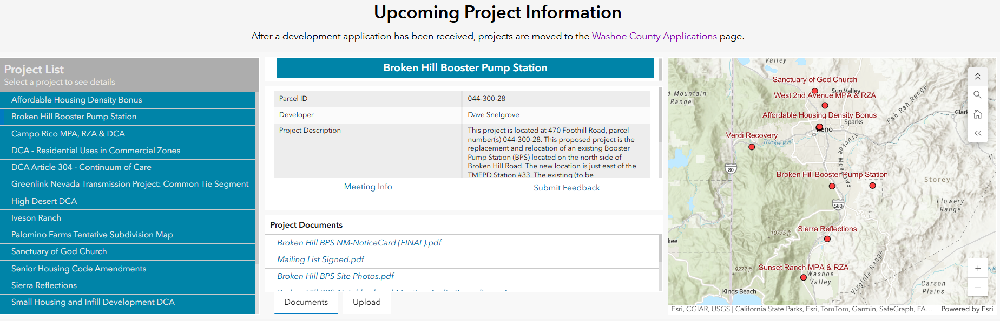 Upcoming Project Information
After a development application has been received, projects are moved to the Washoe County Applications page.
Project List
Select a project to see details
Affordable Housing Density Bonus
Broken Hill Booster Pump Station
Campo Rico MPA, RZA & DCA
DCA - Residential Uses in Commercial Zones
DCA Article 304 - Continuum of Care
Greenlink Nevada Transmission Project: Common Tie Segment
High Desert DCA
Iveson Ranch
Palomino Farms Tentative Subdivision Map
Sanctuary of God Church
Senior Housing Code Amendments
Sierra Reflections
Small Housing and Infill Development DCA
Broken Hill Booster Pump Station
Parcel ID
044-300-28
Developer
Dave Snelgrove
Project Description
This project is located at 470 Foothill Road, parcel
number(s) 044-300-28. This proposed project is the
replacement and relocation of an existing Booster
Pump Station (BPS) located on the north side of
Broken Hill Road. The new location is just east of the
TMFPD Station #33. The existing (to be
Meeting Info
Submit Feedback
Project Documents
Broken Hill BPS NM-NoticeCard (FINAL).pdf
Mailing List Signed.pdf
Broken Hill BPS Site Photos.pdf
Documents
Upload
Valley
Sanctuary of God Church
Sun Valley
West 2nd Avenue MPA & RZA
d Mountain
Range
Pah Rah Range
Clark
Affordable Housing Density Bonus
Sparks
Reno
Verdi Recovery
Truckee River
Truckee Meadows
80
Broken Hill Booster Pump Station
Storey
580
Flowery
Range
Sierra Reflections
10775 ft
kee
9277 ft
Sunset Ranch MPA & RZA
Washoe
Valley
Virginia Range
Carson
Plains
Kings Beach
Esri, CGIAR, USGS | California State Parks, Esri, TomTom, Garmin, SafeGraph, FA...
Powered by Esri